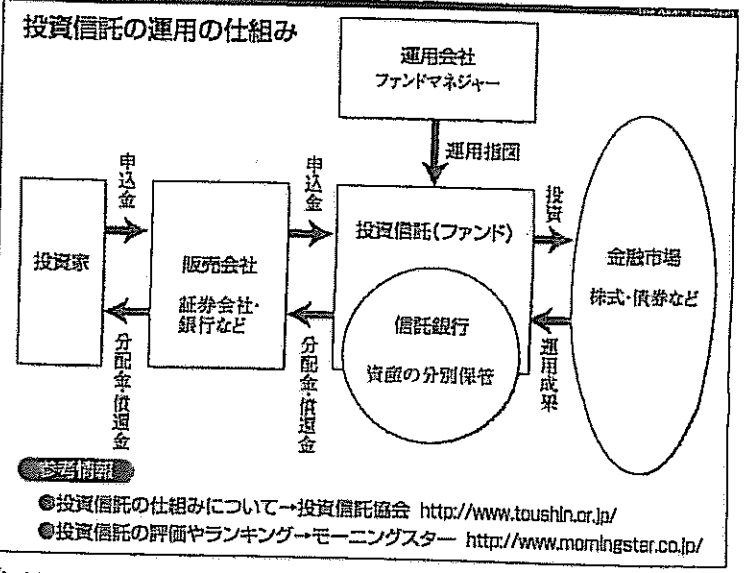 投資信託の運用の仕組み
運用会社
ファンドマネジャー
運用指図
申込金
申込金
投資
投資家
販売会社
証券会社・
銀行など
投資信託(ファンド)
信託銀行
資産の分別保管
金融市場
株式・債券など
分配金・償還金
分配金・償還金
運用成果
参考情報
●投資信託の仕組みについて→投資信託協会 http://www.toushin.or.jp/
●投資信託の評価やランキング→モーニングスター http://www.morningstar.co.jp/